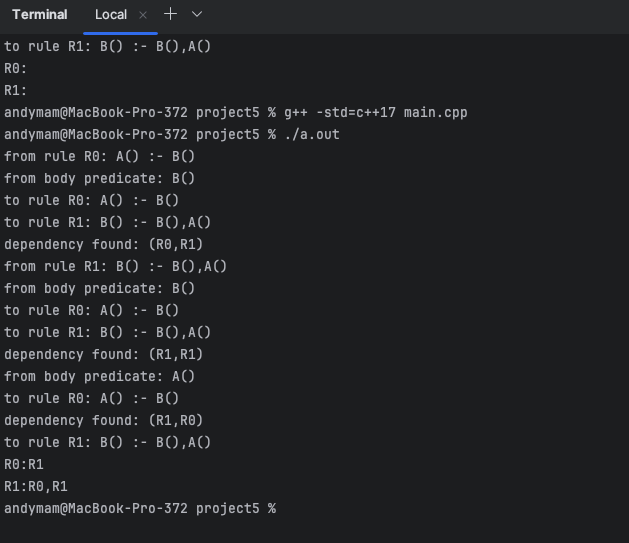 Terminal Local × + ⌄
to rule R1: B() :- B(),A()
R0:
R1:
andymam@MacBook-Pro-372 project5 % g++ -std=c++17 main.cpp
andymam@MacBook-Pro-372 project5 % ./a.out
from rule R0: A() :- B()
from body predicate: B()
to rule R0: A() :- B()
to rule R1: B() :- B(),A()
dependency found: (R0,R1)
from rule R1: B() :- B(),A()
from body predicate: B()
to rule R0: A() :- B()
to rule R1: B() :- B(),A()
dependency found: (R1,R1)
from body predicate: A()
to rule R0: A() :- B()
dependency found: (R1,R0)
to rule R1: B() :- B(),A()
R0:R1
R1:R0,R1
andymam@MacBook-Pro-372 project5 %